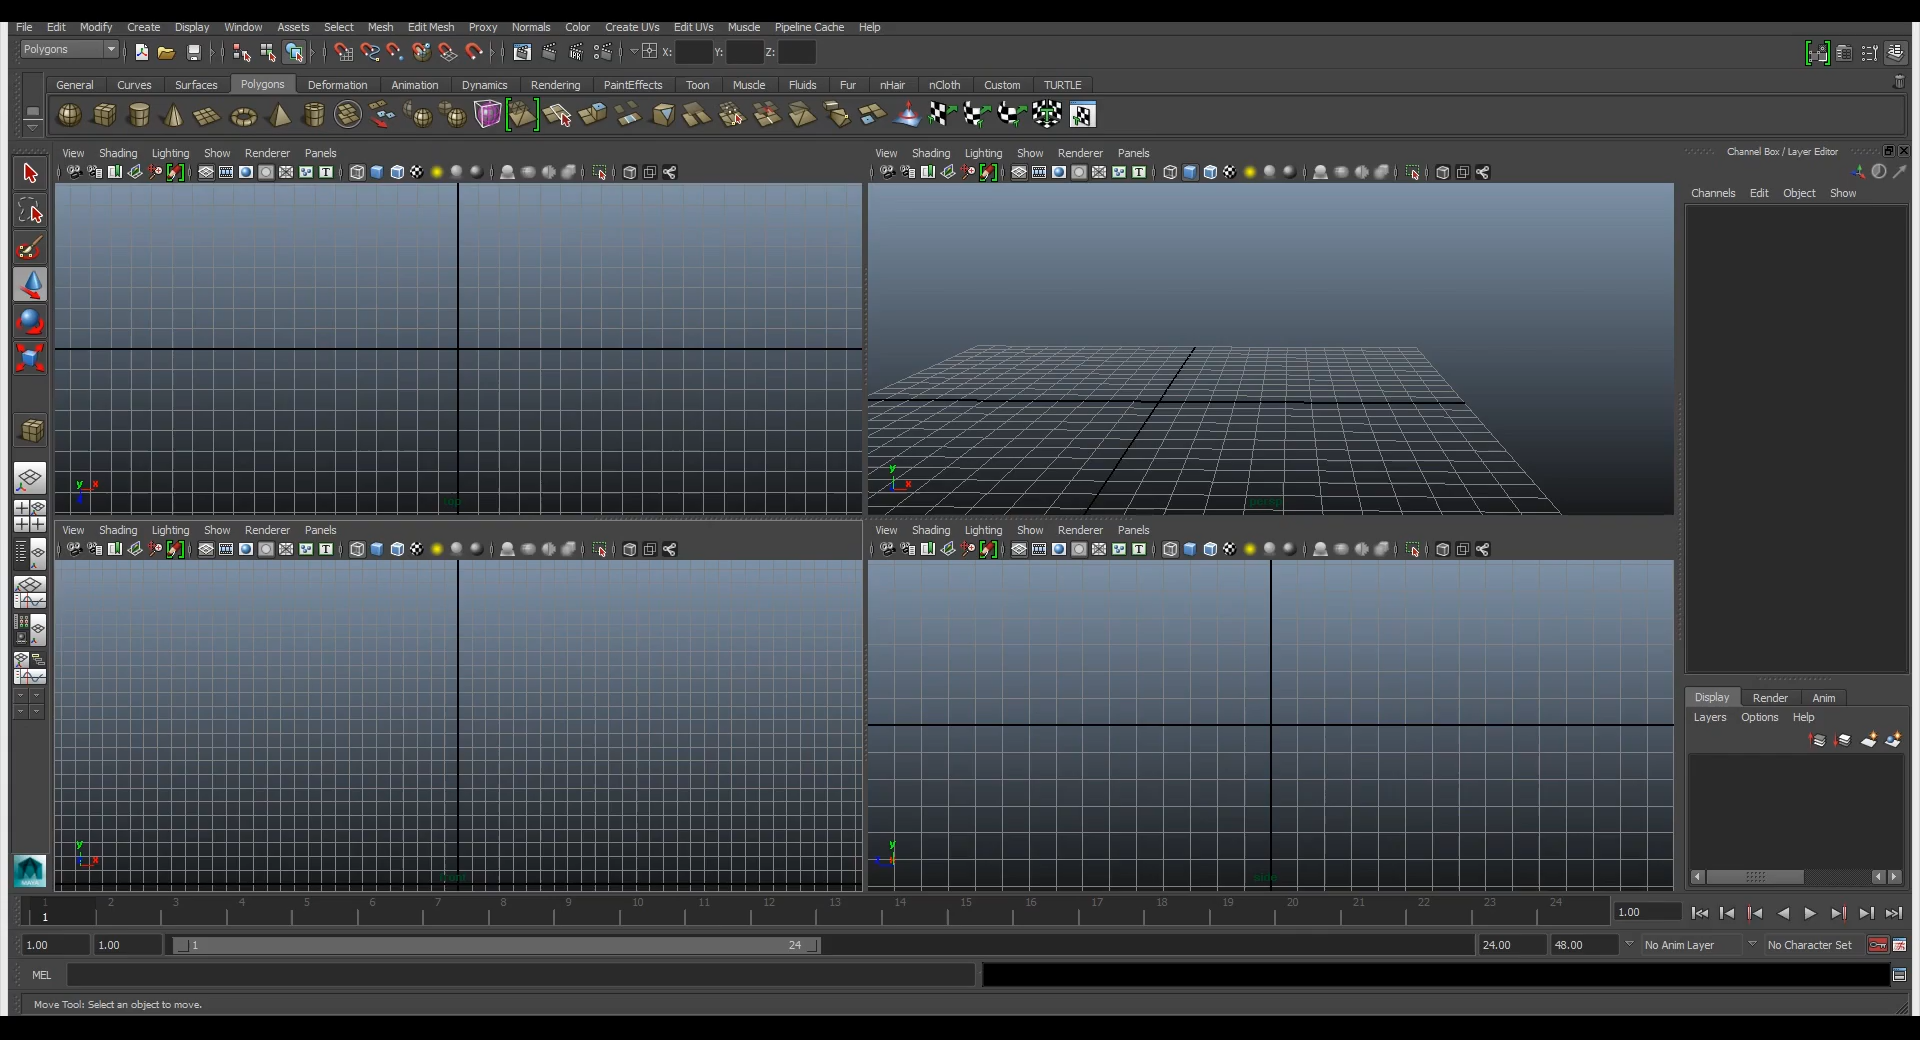 File Edit Modify Create Display Window Assets Select Mesh Edit Mesh Proxy Normals Color Create UVs Edit UVs Muscle Pipeline Cache Help
Polygons X: Y: Z:
General Curves Surfaces Polygons Deformation Animation Dynamics Rendering PaintEffects Toon Muscle Fluids Fur nHair nCloth Custom TURTLE
View Shading Lighting Show Renderer Panels
View Shading Lighting Show Renderer Panels
Channel Box / Layer Editor
Channels Edit Object Show
y x
top
y x
persp
View Shading Lighting Show Renderer Panels
View Shading Lighting Show Renderer Panels
Display Render Anim
Layers Options Help
y x
front
y
side
1 2 3 4 5 6 7 8 9 10 11 12 13 14 15 16 17 18 19 20 21 22 23 24
1
1.00
1.00 1.00 1 24 24.00 48.00 No Anim Layer No Character Set
MEL
Move Tool: Select an object to move.